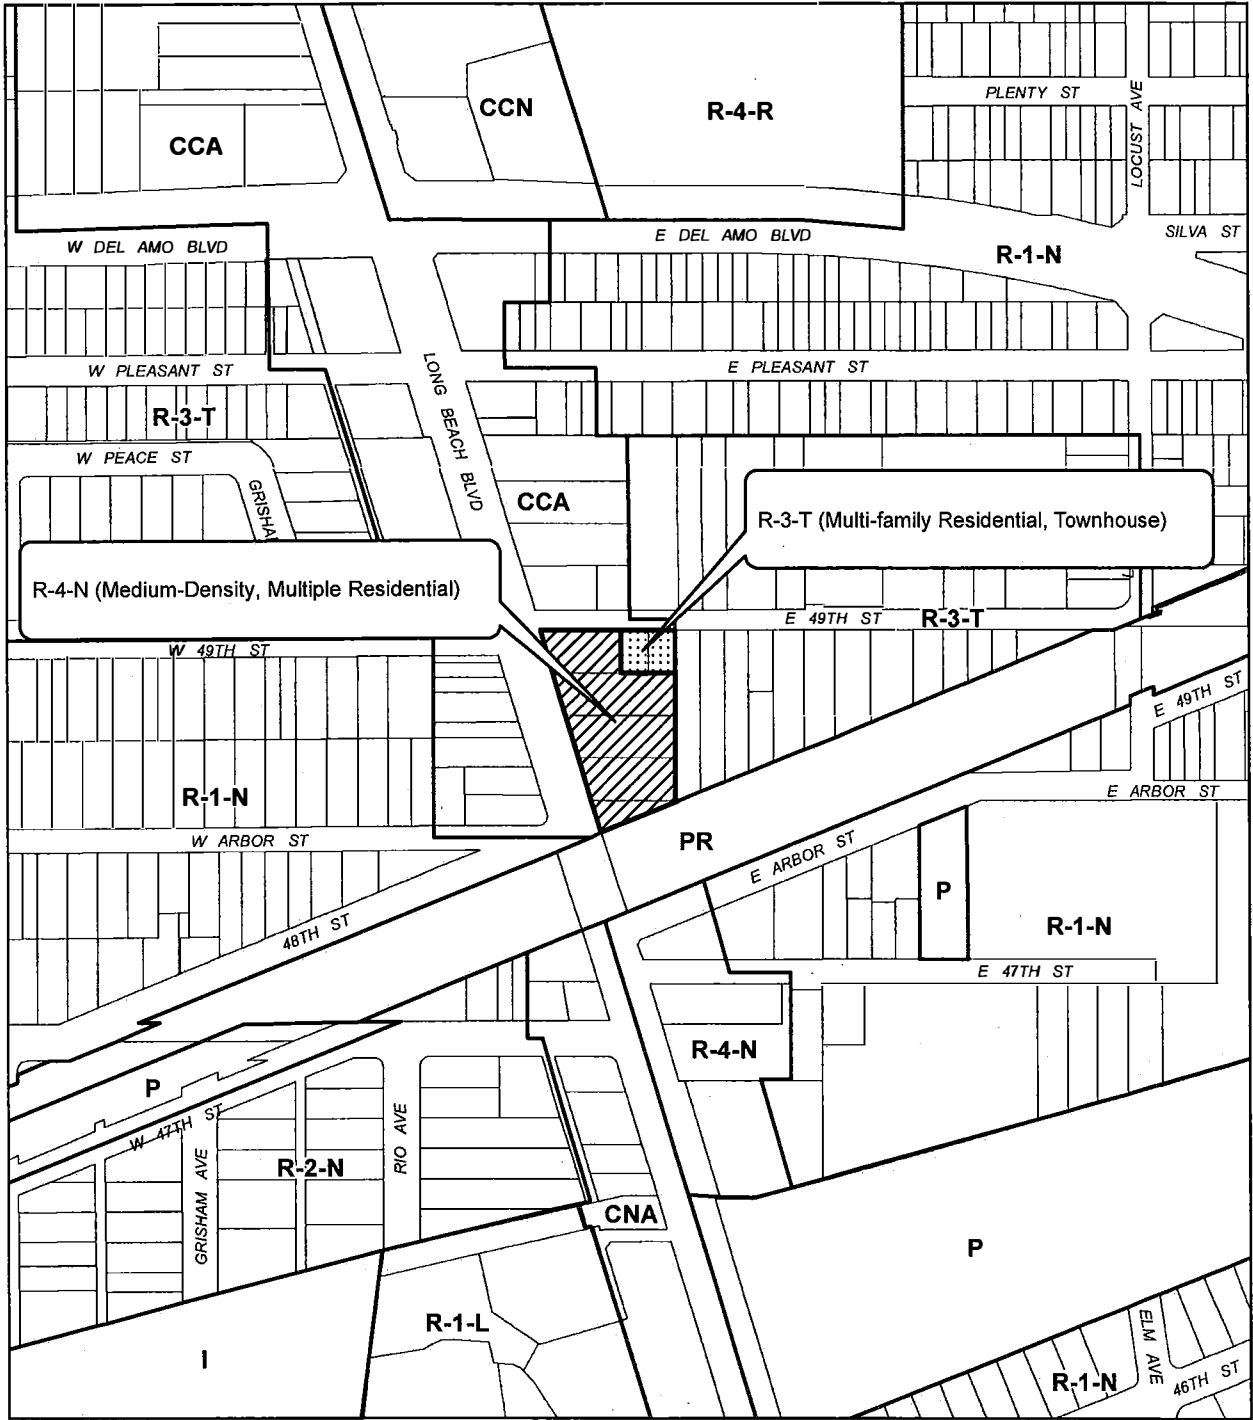 PLENTY ST
LOCUST AVE
CCN
R-4-R
CCA
SILVA ST
E DEL AMO BLVD
W DEL AMO BLVD
R-1-N
E PLEASANT ST
W PLEASANT ST
LONG BEACH BLVD
R-3-T
W PEACE ST
GRISHA
CCA
R-3-T (Multi-family Residential, Townhouse)
R-4-N (Medium-Density, Multiple Residential)
E 49TH ST
R-3-T
W 49TH ST
E 49TH ST
R-1-N
E ARBOR ST
W ARBOR ST
PR
E ARBOR ST
P
R-1-N
48TH ST
E 47TH ST
R-4-N
P
W 47TH ST
RIO AVE
R-2-N
GRISHAM AVE
CNA
P
R-1-L
ELM AVE
I
R-1-N
46TH ST